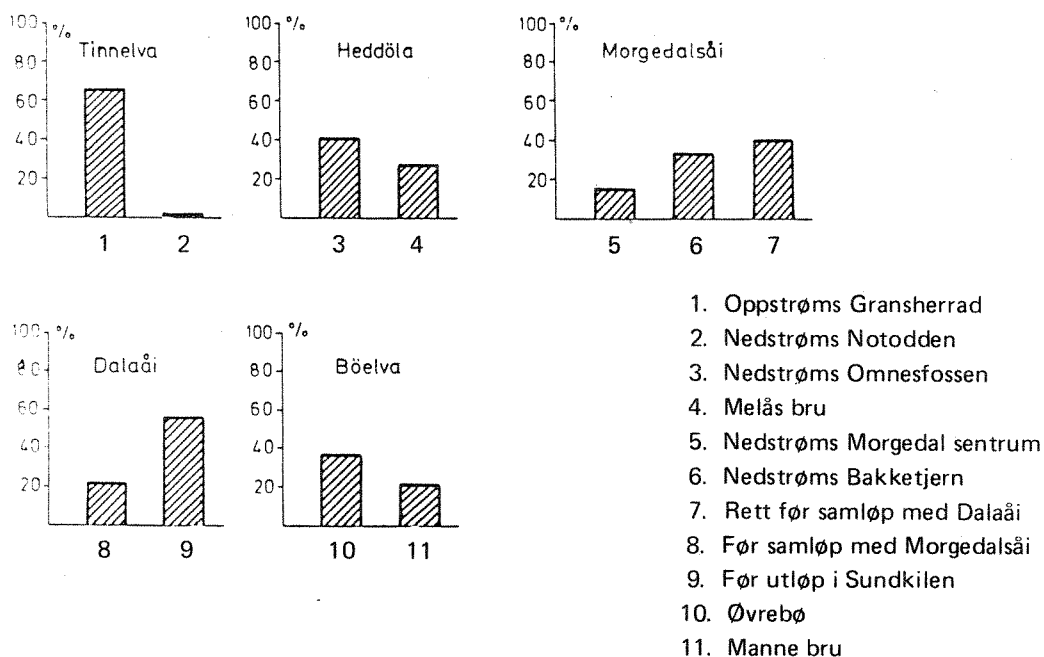 100 % 80 60 40 20
Tinnelva
1 2
100 % 80 60 40 20
Heddöla
3 4
100 % 80 60 40 20
Morgedalsåi
5 6 7
100 % 80 60 40 20
Dalaåi
8 9
100 % 80 60 40 20
Böelva
10 11
1. Oppstrøms Gransherrad
2. Nedstrøms Notodden
3. Nedstrøms Omnesfossen
4. Melås bru
5. Nedstrøms Morgedal sentrum
6. Nedstrøms Bakketjern
7. Rett før samløp med Dalaåi
8. Før samløp med Morgedalsåi
9. Før utløp i Sundkilen
10. Øvrebø
11. Manne bru